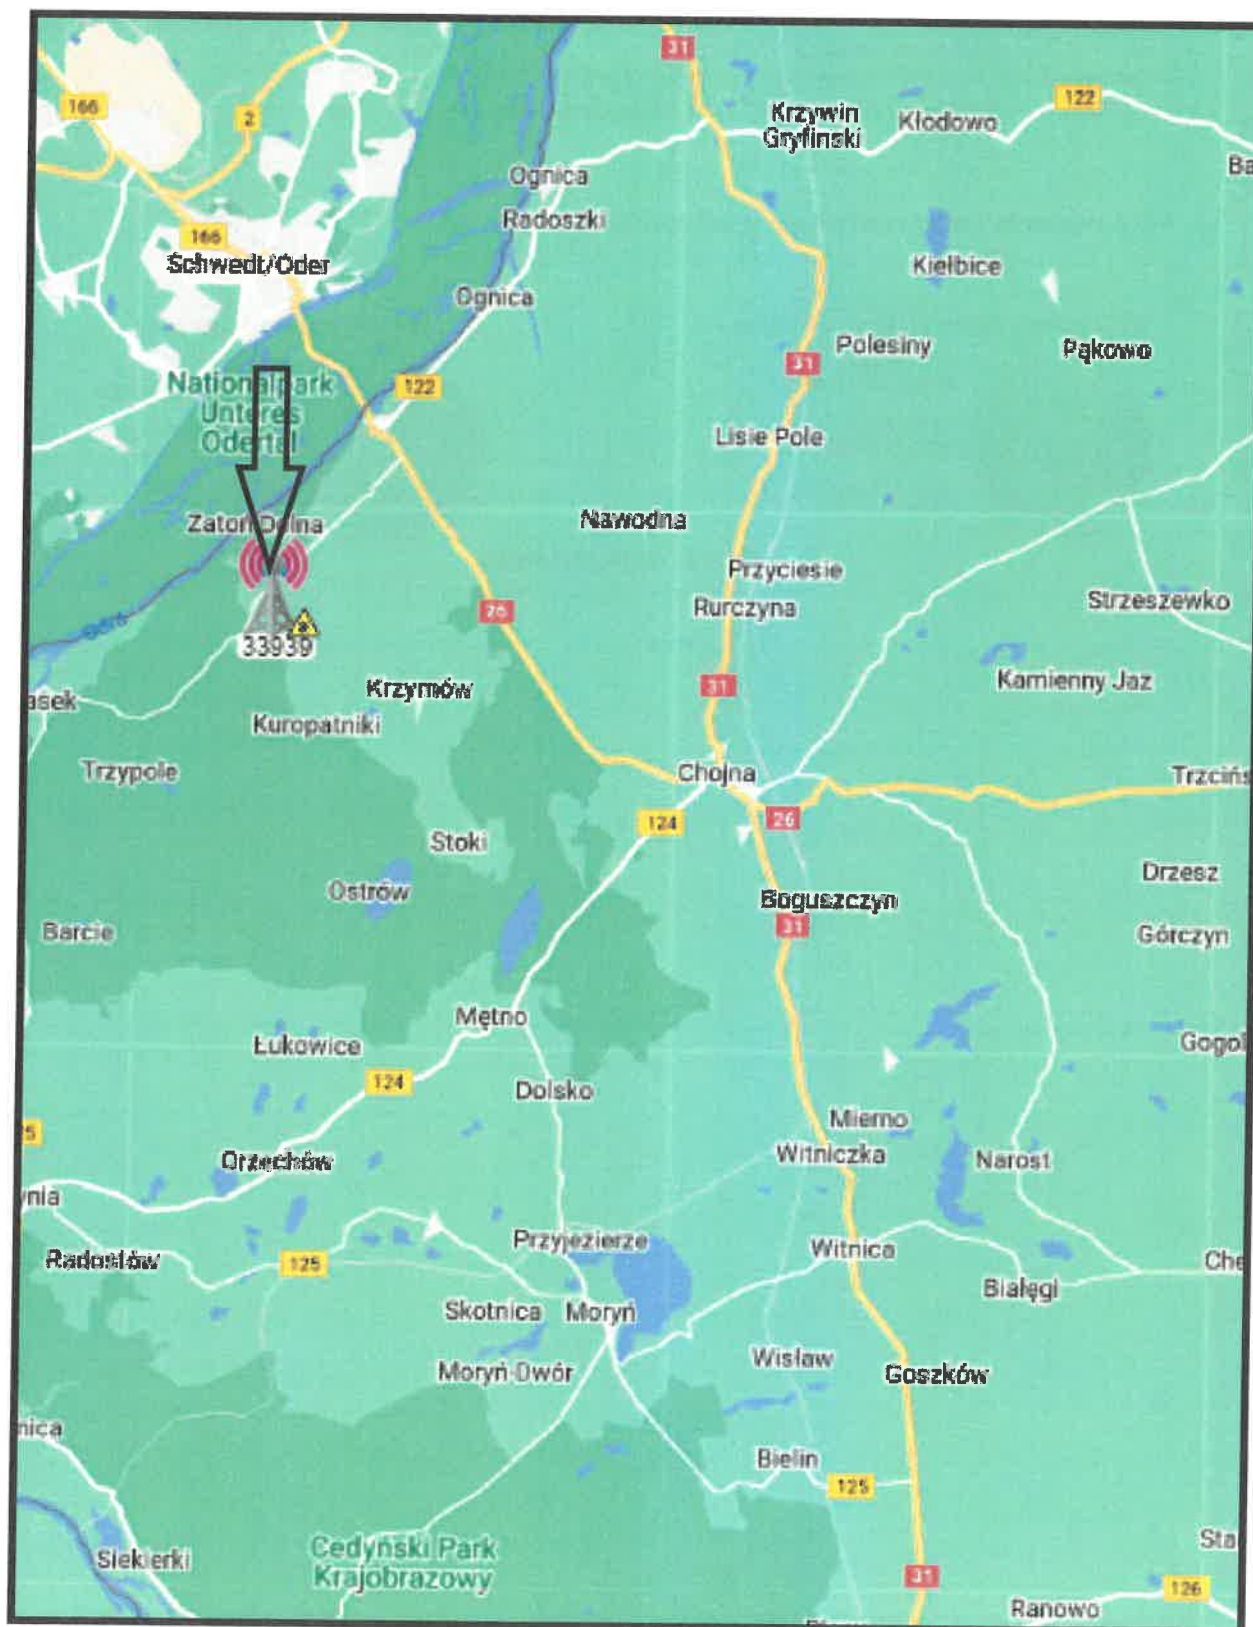 31
166
2
Krzywin
Gryfiński
Kłodowo
122
Ba
Ognica
Radoszki
166
Schwedt/Oder
Kiełbice
Ognica
Polesiny
Pąkowo
31
Nationalpark
Unteres
Odertal
122
Lisie Pole
Zatoń Dolna
Nawodna
Przyciesie
Rurczyna
Strzeszewko
26
33939
Krzymów
31
Kamienny Jaz
asek
Kuropatniki
Trzypole
Chojna
Trzcińs
124
26
Stoki
Ostrów
Drzesz
Boguszczyn
31
Barcie
Górczyn
Mętno
Łukowice
Gogol
124
Dolsko
Mierno
5
Orzechów
Witniczka
Narost
ynia
Przyjezierze
Witnica
Radostów
125
Che
Białęgi
Skotnica
Moryń
Moryń-Dwór
Wisław
Goszków
nica
Bielin
125
Cedyński Park
Krajobrazowy
Siekierki
Sta
31
126
Ranowo